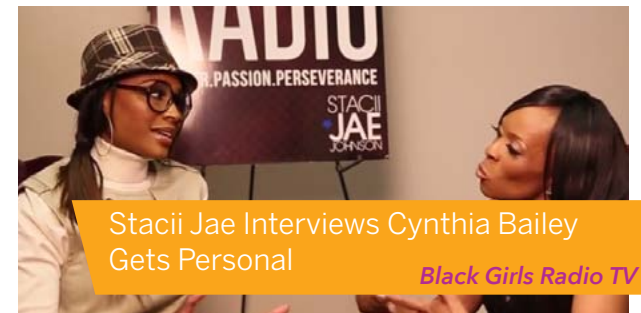 RADIO
R.PASSION.PERSEVERANCE
STACII
JAE
JOHNSON
Stacii Jae Interviews Cynthia Bailey
Gets Personal
Black Girls Radio TV